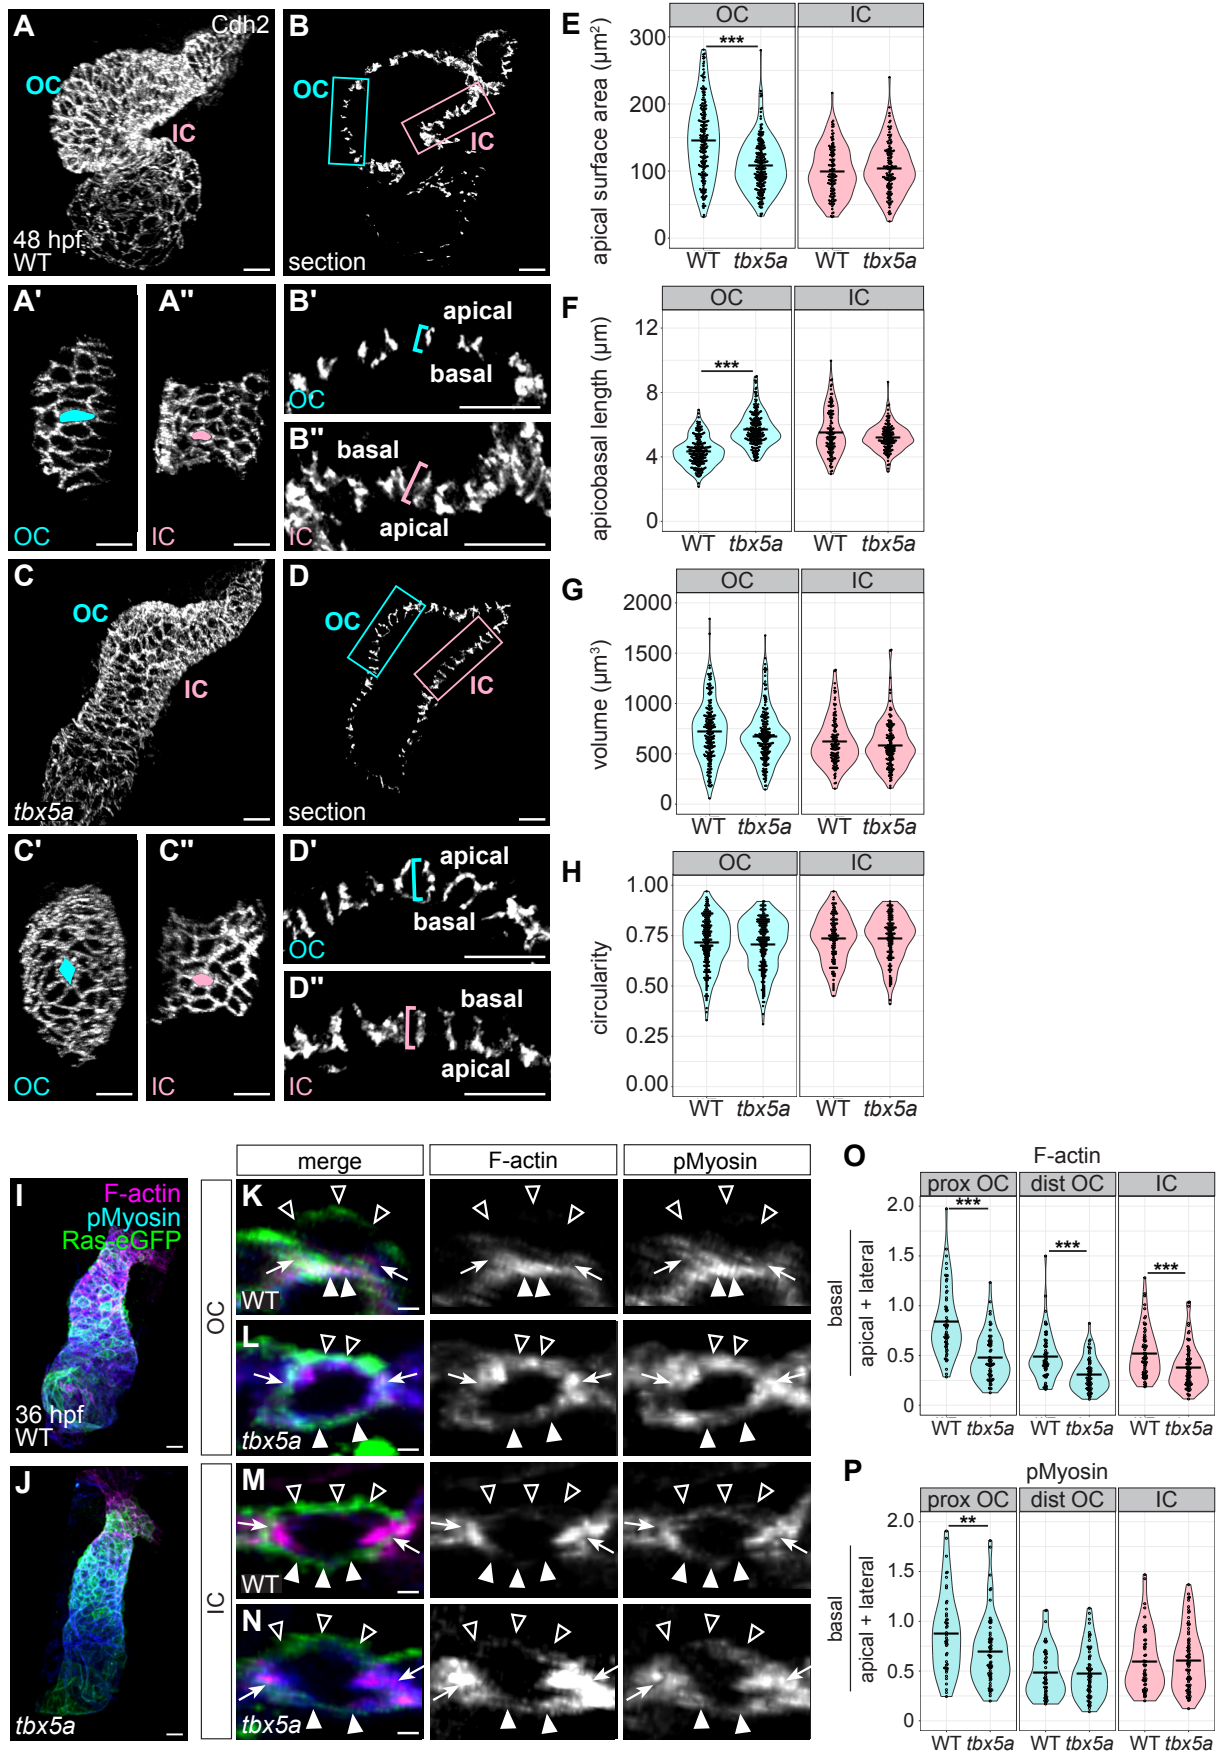 A
Cdh2
OC
IC
48 hpf
WT
B
OC
IC
section
A'
OC
A"
IC
B'
apical
basal
OC
B"
basal
apical
IC
C
OC
IC
tbx5a
D
OC
IC
section
C'
OC
C"
IC
D'
apical
basal
OC
D"
basal
apical
IC
E
OC IC
apical surface area (µm²)
300
200
100
0
***
WT tbx5a WT tbx5a
F
OC IC
apicobasal length (µm)
12
8
4
0
***
WT tbx5a WT tbx5a
G
OC IC
volume (µm³)
2000
1500
1000
500
0
WT tbx5a WT tbx5a
H
OC IC
circularity
1.00
0.75
0.50
0.25
0.00
WT tbx5a WT tbx5a
I
F-actin
pMyosin
Ras-eGFP
36 hpf
WT
J
tbx5a
merge F-actin pMyosin
OC
K
WT
L
tbx5a
IC
M
WT
N
tbx5a
O
F-actin
prox OC dist OC IC
basal
apical + lateral
2.0
1.5
1.0
0.5
0
*** *** ***
WT tbx5a WT tbx5a WT tbx5a
P
pMyosin
prox OC dist OC IC
basal
apical + lateral
2.0
1.5
1.0
0.5
0
**
WT tbx5a WT tbx5a WT tbx5a